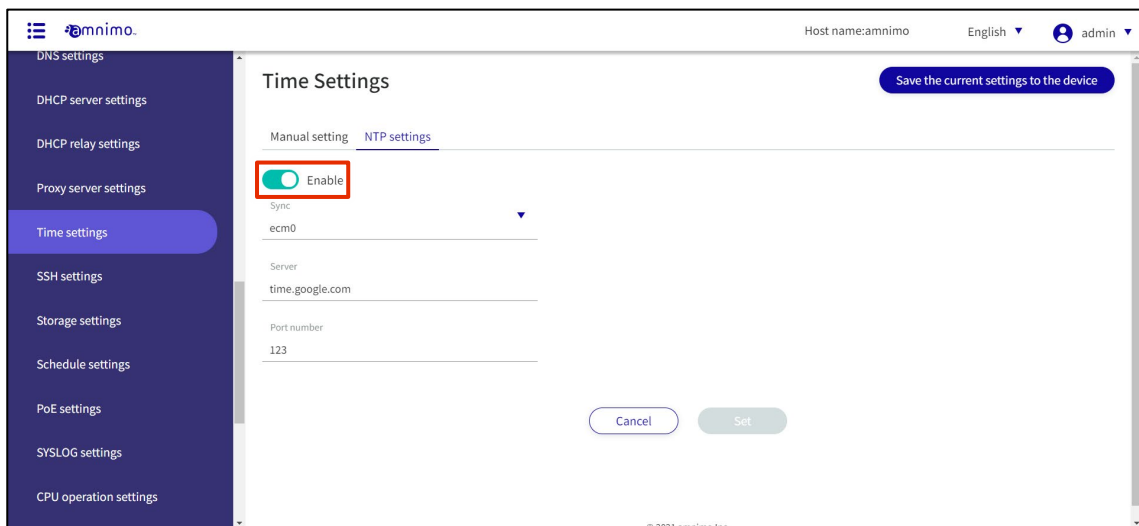 amnimo
Host name:amnimo
English
admin
DNS settings
DHCP server settings
DHCP relay settings
Proxy server settings
Time settings
SSH settings
Storage settings
Schedule settings
PoE settings
SYSLOG settings
CPU operation settings
Time Settings
Save the current settings to the device
Manual setting
NTP settings
Enable
Sync
ecm0
Server
time.google.com
Port number
123
Cancel
Set